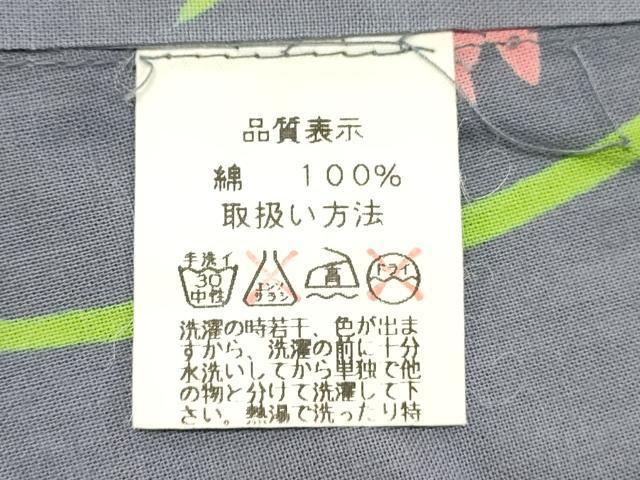 品質表示
綿 100%
取扱い方法
手洗イ
30
中性
エンソ
サラシ
高
ドライ
洗濯の時若干、色が出ま
すから、洗濯の前に十分
水洗いしてから単独で他
の物と分けて洗濯して下
さい。熱湯で洗ったり特